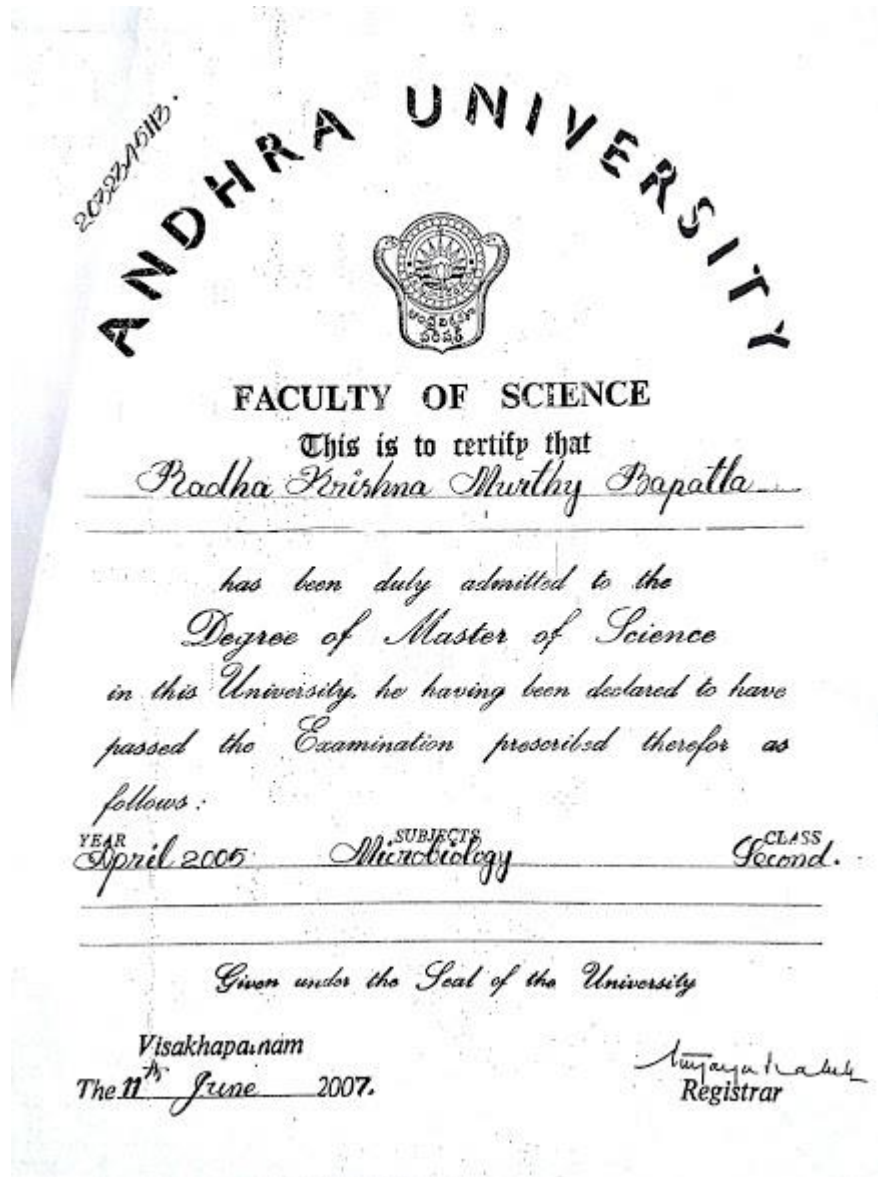 ANDHRA UNIVERSITY
FACULTY OF SCIENCE
This is to certify that
Radha Krishna Murthy Bapatla
has been duly admitted to the
Degree of Master of Science
in this University, he having been declared to have
passed the Examination prescribed therefor as
follows:
YEAR SUBJECTS CLASS
April 2005 Microbiology Second.
Given under the Seal of the University
Visakhapatnam
The 11th June 2007.
Registrar